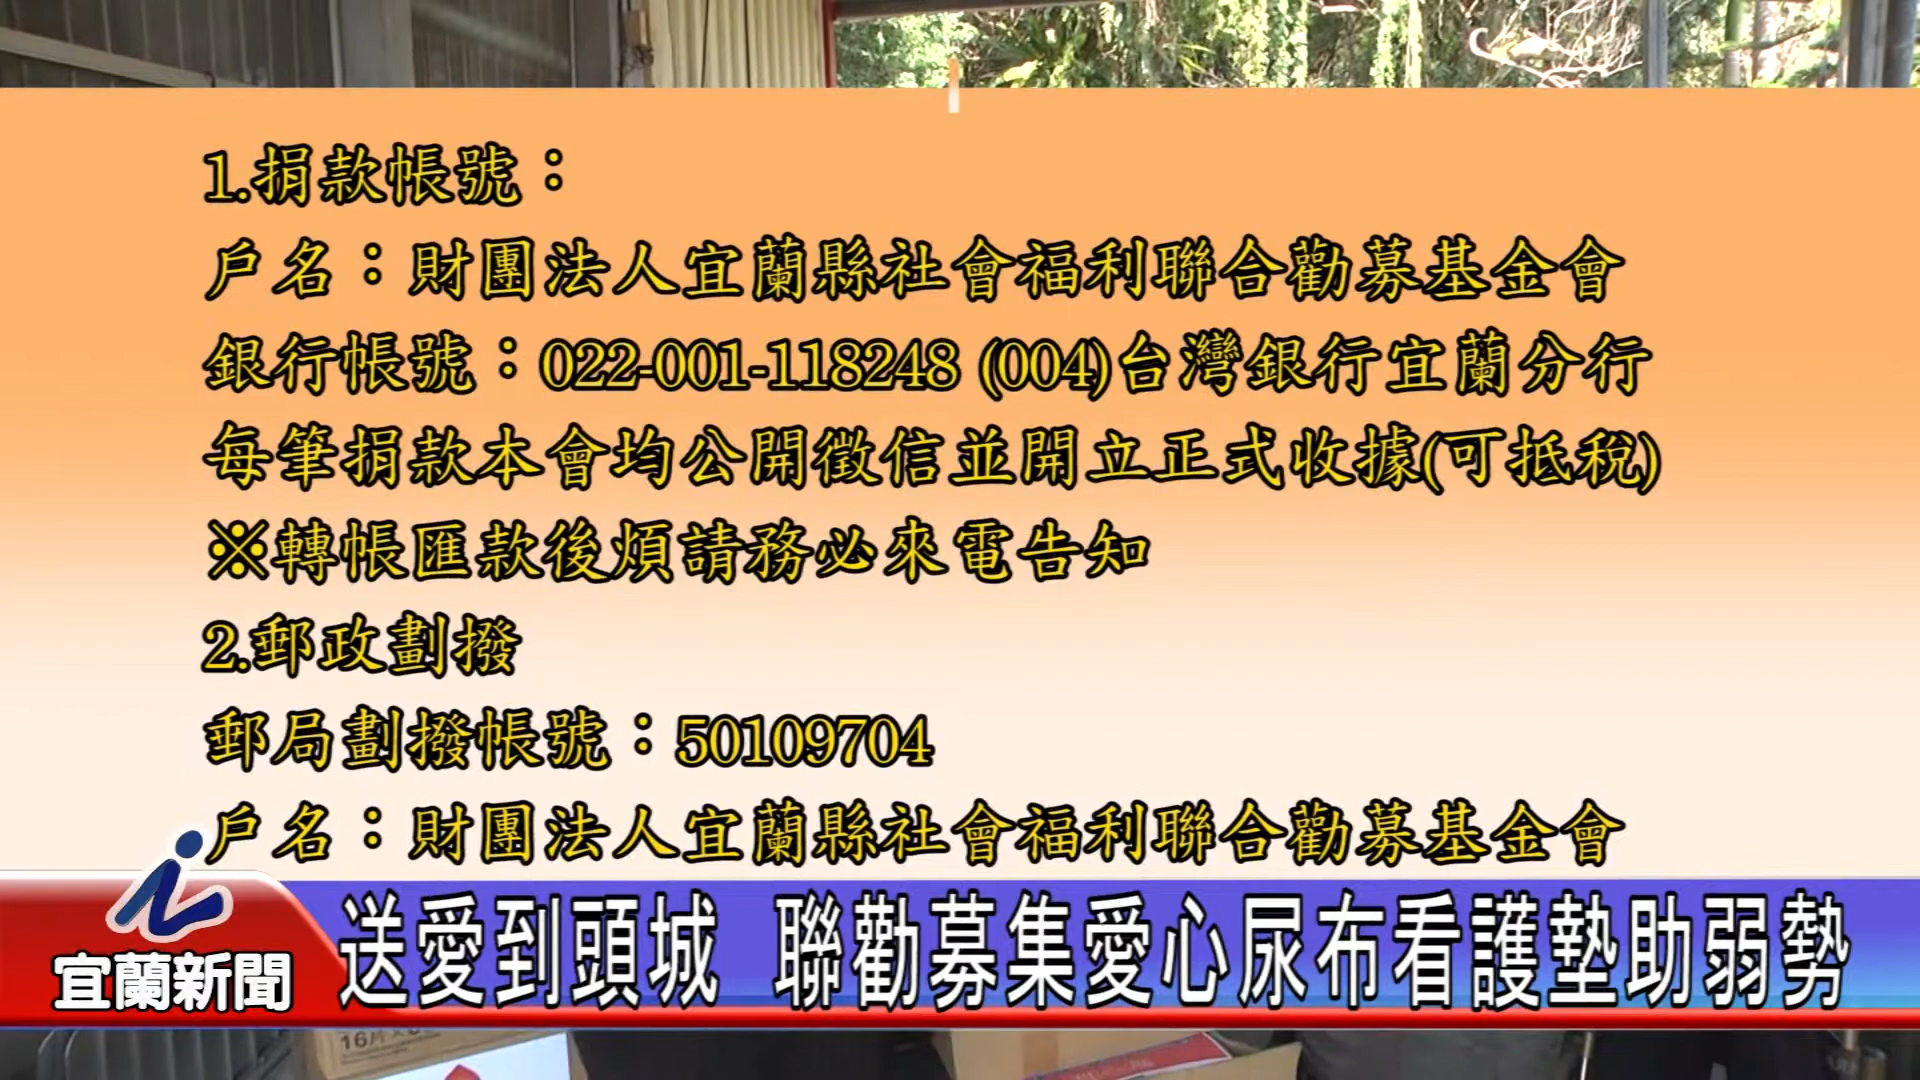 1.捐款帳號：
戶名：財團法人宜蘭縣社會福利聯合勸募基金會
銀行帳號：022-001-118248 (004)台灣銀行宜蘭分行
每筆捐款本會均公開徵信並開立正式收據(可抵稅)
※轉帳匯款後煩請務必來電告知
2.郵政劃撥
郵局劃撥帳號：50109704
戶名：財團法人宜蘭縣社會福利聯合勸募基金會
送愛到頭城 聯勸募集愛心尿布看護墊助弱勢
宜蘭新聞